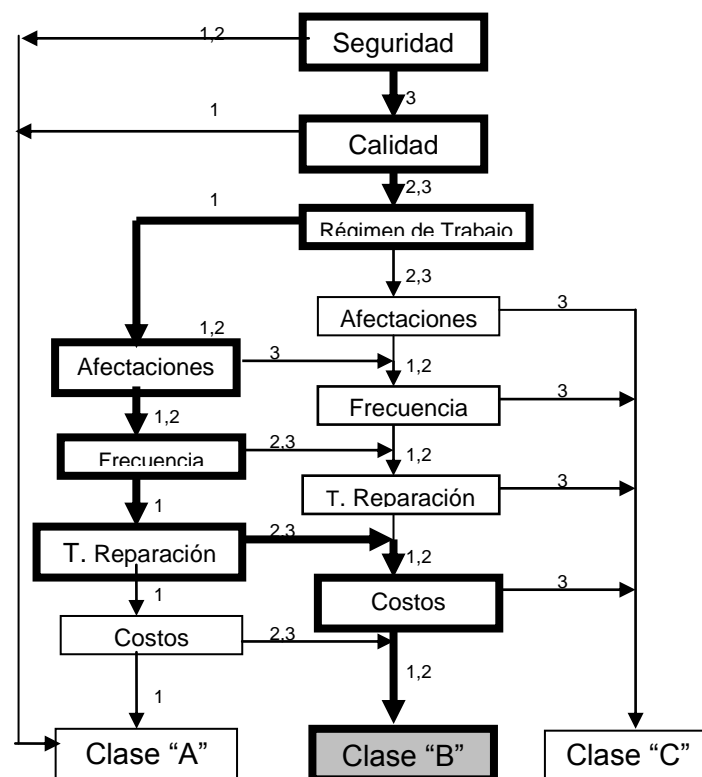 1,2
Seguridad
3
1
Calidad
2,3
1
Régimen de Trabajo
2,3
1,2
Afectaciones
3
Afectaciones
3
1,2
1,2
Frecuencia
3
Frecuencia
2,3
1,2
1
T. Reparación
3
T. Reparación
2,3
1,2
1
Costos
3
Costos
2,3
1
1,2
Clase “A”
Clase “B”
Clase “C”